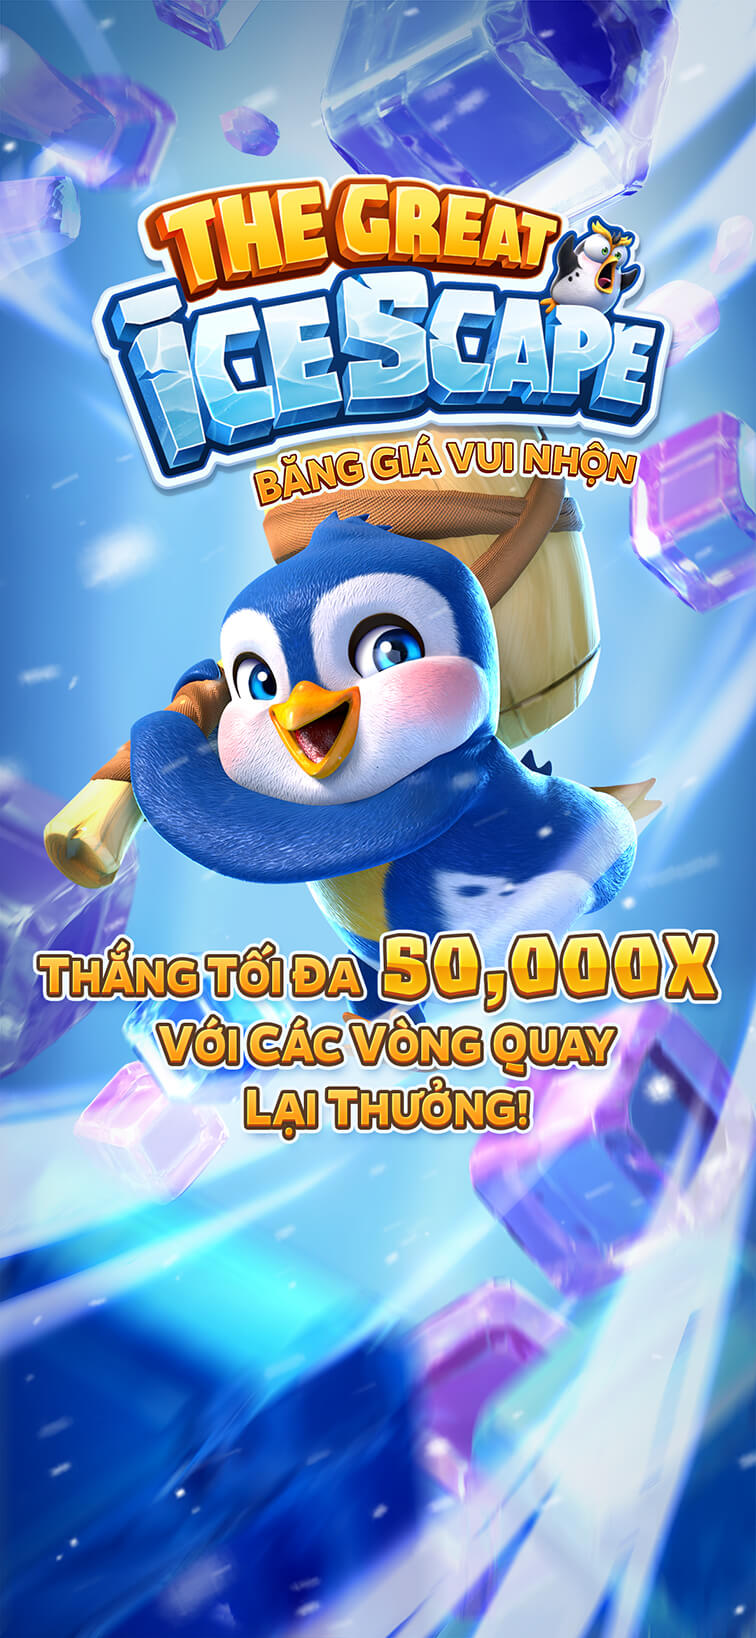 THE GREAT
ICESCAPE
BĂNG GIÁ VUI NHỘN
THẮNG TỐI ĐA 50,000X
VỚI CÁC VÒNG QUAY
LẠI THƯỞNG!